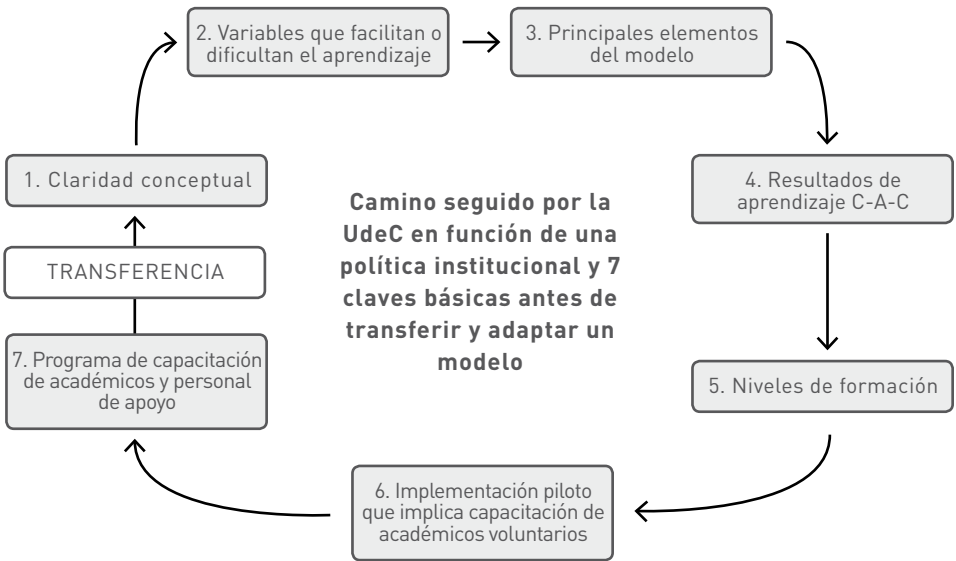 2. Variables que facilitan o
dificultan el aprendizaje
3. Principales elementos
del modelo
1. Claridad conceptual
4. Resultados de
aprendizaje C-A-C
Camino seguido por la
UdeC en función de una
política institucional y 7
claves básicas antes de
transferir y adaptar un
modelo
TRANSFERENCIA
7. Programa de capacitación
de académicos y personal
de apoyo
5. Niveles de formación
6. Implementación piloto
que implica capacitación de
académicos voluntarios